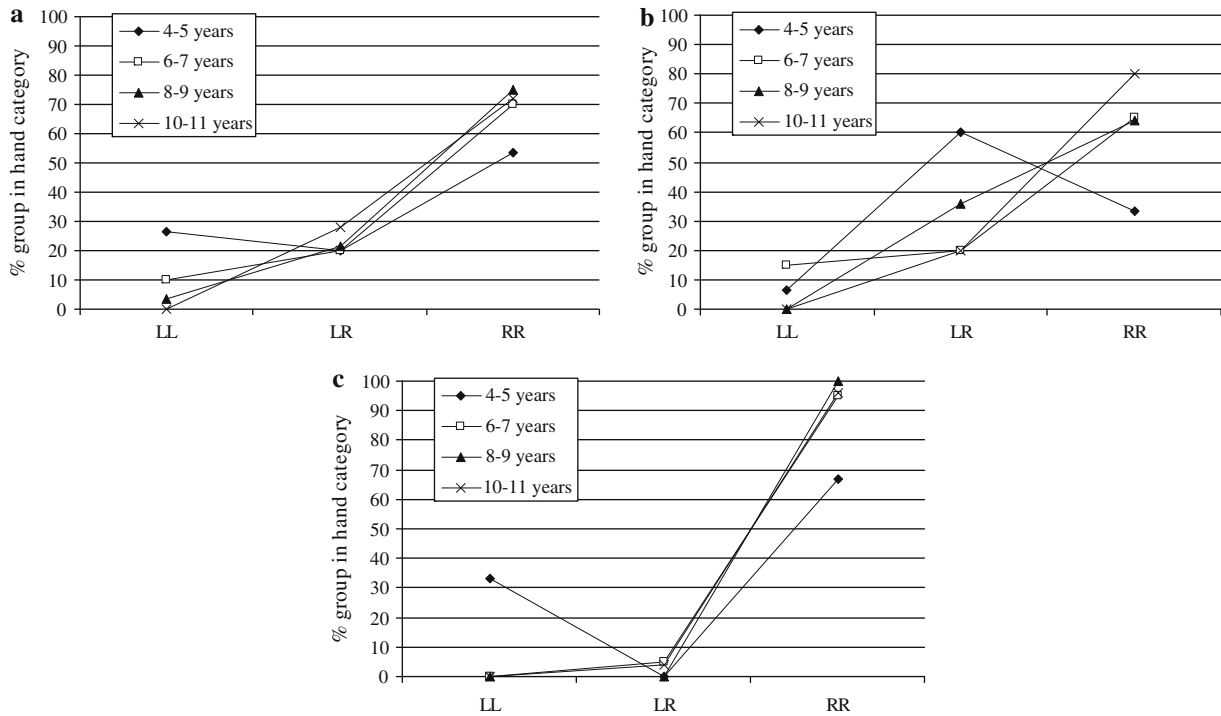 a
% group in hand category
100
90
80
70
60
50
40
30
20
10
0
4-5 years
6-7 years
8-9 years
10-11 years
LL LR RR
b
% group in hand category
100
90
80
70
60
50
40
30
20
10
0
4-5 years
6-7 years
8-9 years
10-11 years
LL LR RR
c
% group in hand category
100
90
80
70
60
50
40
30
20
10
0
4-5 years
6-7 years
8-9 years
10-11 years
LL LR RR